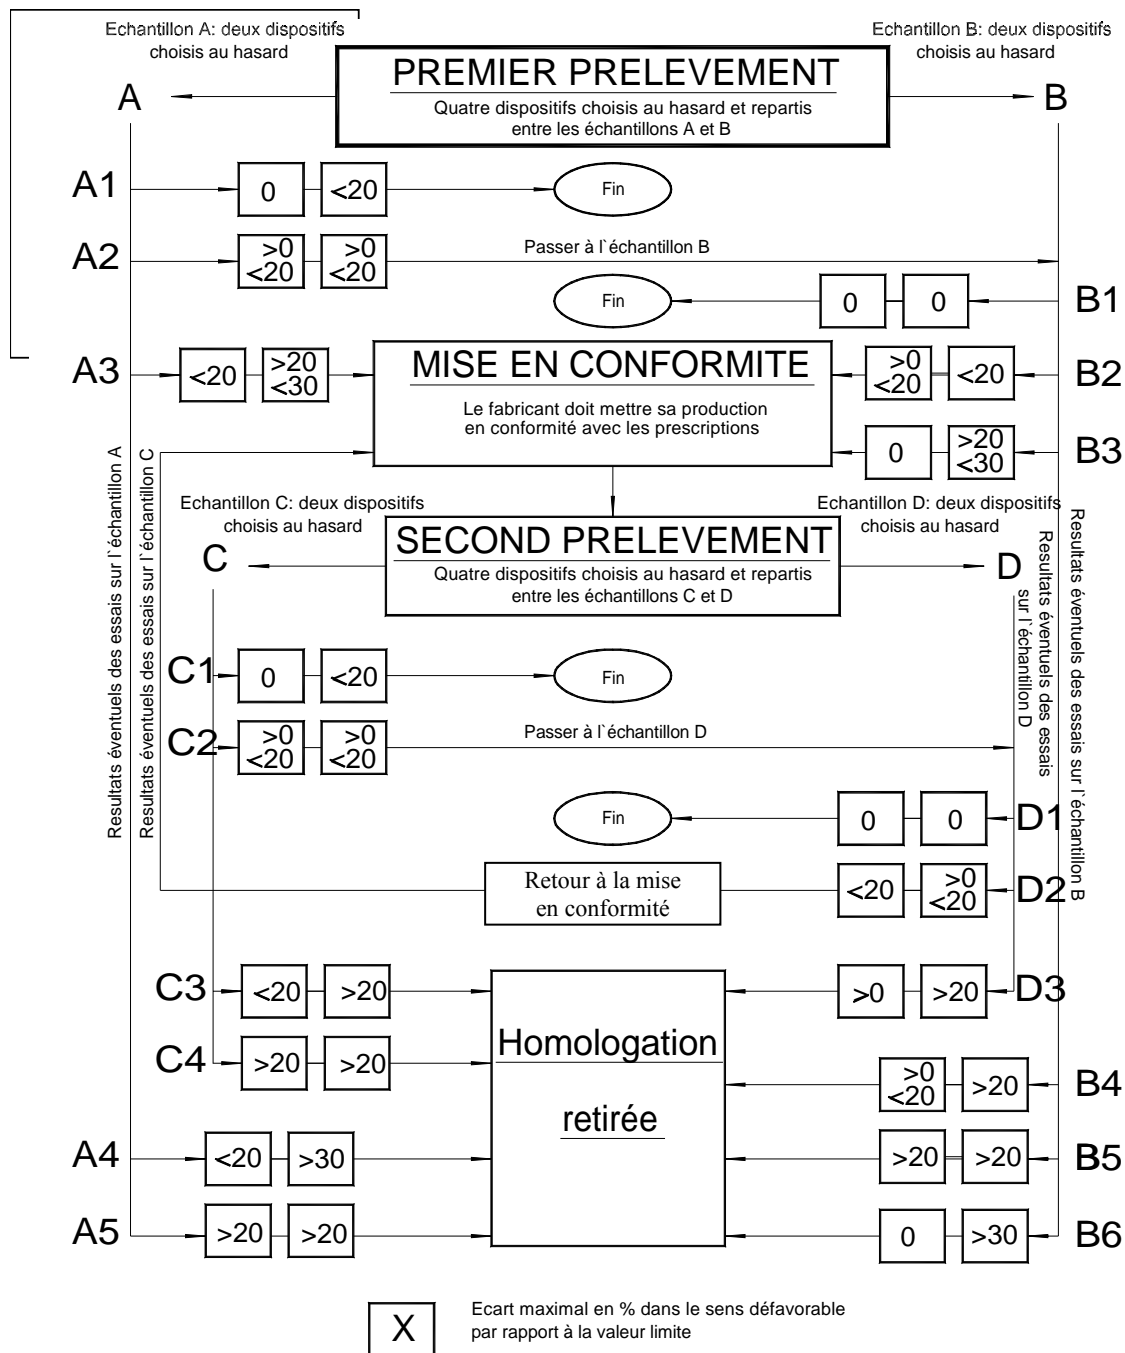 Echantillon A: deux dispositifs
choisis au hasard
Echantillon B: deux dispositifs
choisis au hasard
PREMIER PRELEVEMENT
Quatre dispositifs choisis au hasard et repartis
entre les échantillons A et B
A
B
A1
0
<20
Fin
A2
>0
<20
>0
<20
Passer à l`échantillon B
Fin
0
0
B1
A3
<20
>20
<30
MISE EN CONFORMITE
Le fabricant doit mettre sa production
en conformité avec les prescriptions
>0
<20
<20
B2
0
>20
<30
B3
Echantillon C: deux dispositifs
choisis au hasard
Echantillon D: deux dispositifs
choisis au hasard
SECOND PRELEVEMENT
Quatre dispositifs choisis au hasard et repartis
entre les échantillons C et D
C
D
Resultats éventuels des essais sur l`échantillon A
Resultats éventuels des essais sur l`échantillon C
Resultats éventuels des essais
sur l`échantillon D
Resultats éventuels des essais sur l`échantillon B
C1
0
<20
Fin
C2
>0
<20
>0
<20
Passer à l`échantillon D
Fin
0
0
D1
Retour à la mise
en conformité
<20
>0
<20
D2
C3
<20
>20
Homologation
retirée
>0
>20
D3
C4
>20
>20
>0
<20
>20
B4
A4
<20
>30
>20
>20
B5
A5
>20
>20
0
>30
B6
X
Ecart maximal en % dans le sens défavorable
par rapport à la valeur limite